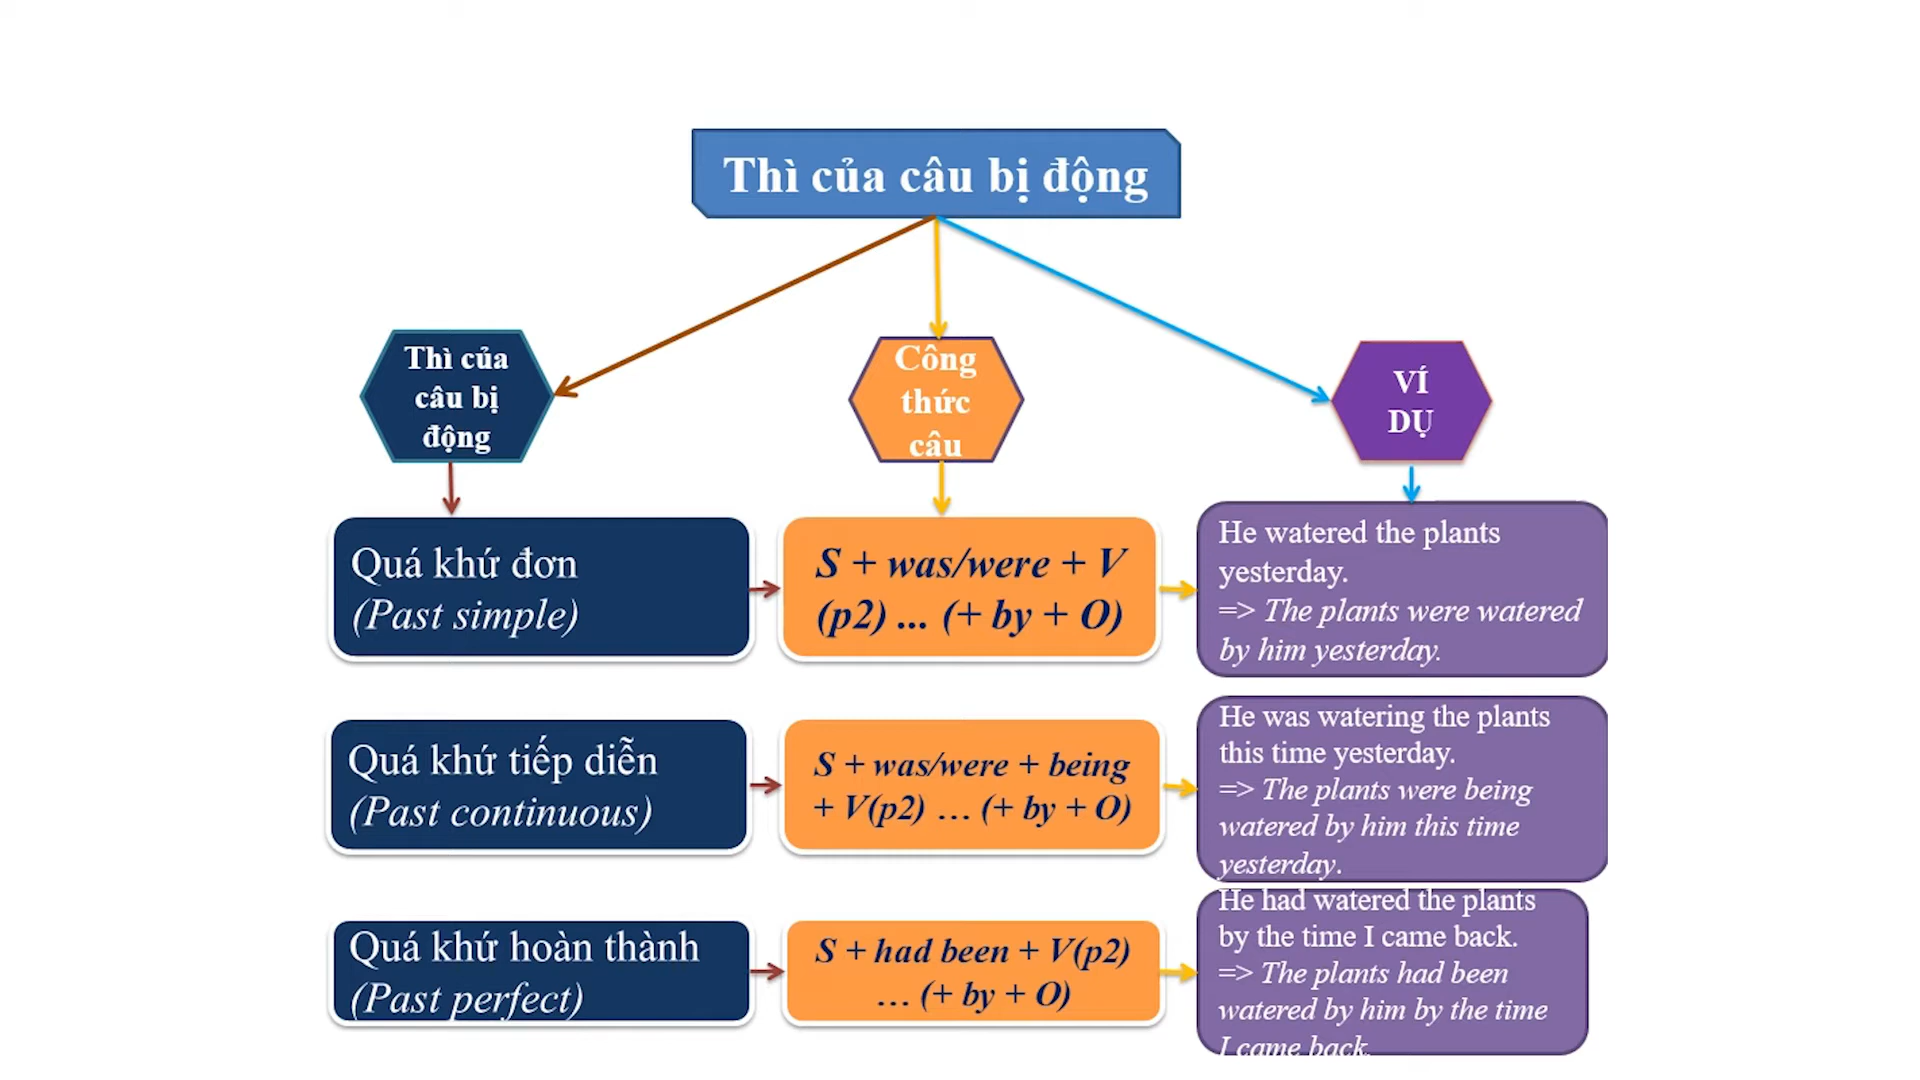 Thì của câu bị động
Thì của
câu bị
động
Công
thức
câu
VÍ
DỤ
Quá khứ đơn
(Past simple)
S + was/were + V
(p2) ... (+ by + O)
He watered the plants
yesterday.
=> The plants were watered
by him yesterday.
Quá khứ tiếp diễn
(Past continuous)
S + was/were + being
+ V(p2) … (+ by + O)
He was watering the plants
this time yesterday.
=> The plants were being
watered by him this time
yesterday.
Quá khứ hoàn thành
(Past perfect)
S + had been + V(p2)
… (+ by + O)
He had watered the plants
by the time I came back.
=> The plants had been
watered by him by the time
I came back.